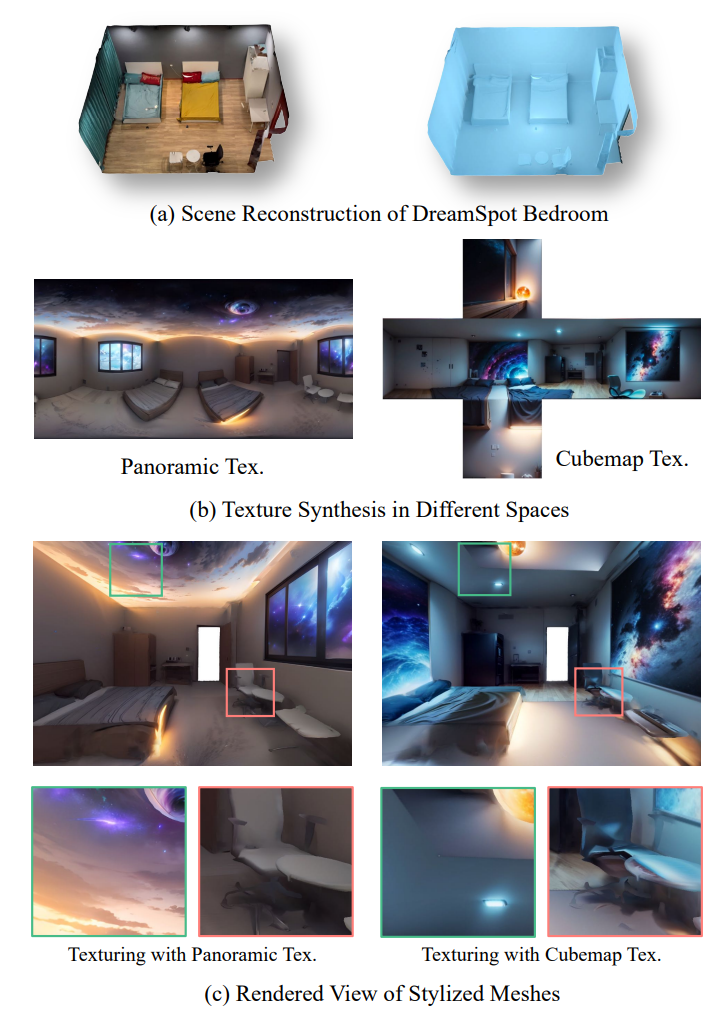 (a) Scene Reconstruction of DreamSpot Bedroom
Panoramic Tex.
Cubemap Tex.
(b) Texture Synthesis in Different Spaces
Texturing with Panoramic Tex.
Texturing with Cubemap Tex.
(c) Rendered View of Stylized Meshes